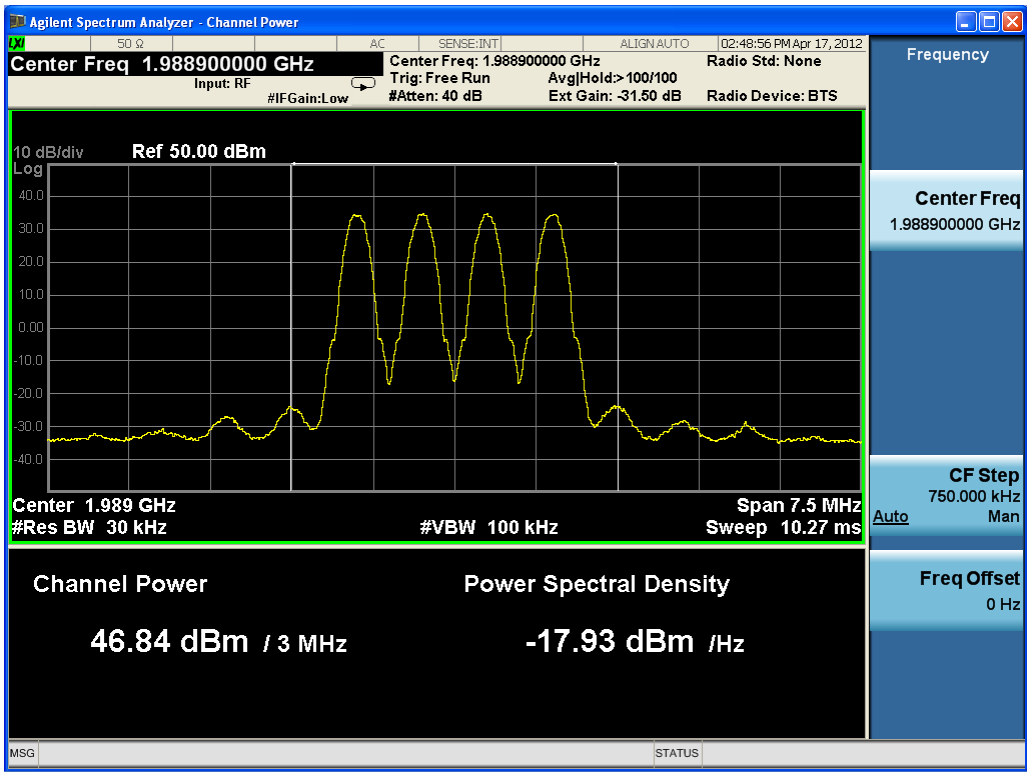 Agilent Spectrum Analyzer - Channel Power
LXI 50 Ω AC SENSE:INT ALIGNAUTO 02:48:56 PM Apr 17, 2012
Center Freq 1.988900000 GHz
Input: RF
#IFGain:Low
Center Freq: 1.988900000 GHz
Trig: Free Run Avg|Hold:> 100/100
#Atten: 40 dB Ext Gain: -31.50 dB
Radio Std: None
Radio Device: BTS
10 dB/div Ref 50.00 dBm
Log
40.0
30.0
20.0
10.0
0.00
-10.0
-20.0
-30.0
-40.0
Center 1.989 GHz Span 7.5 MHz
#Res BW 30 kHz #VBW 100 kHz Sweep 10.27 ms
Channel Power Power Spectral Density
46.84 dBm / 3 MHz -17.93 dBm /Hz
Frequency
Center Freq
1.988900000 GHz
CF Step
750.000 kHz
Auto Man
Freq Offset
0 Hz
MSG STATUS